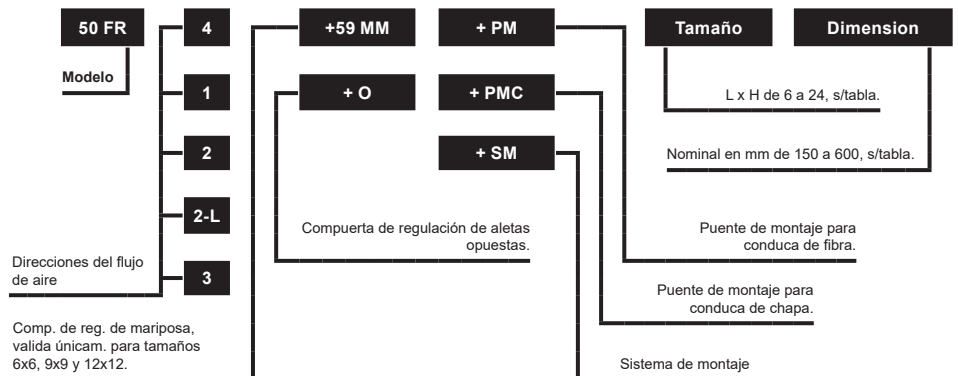 50 FR
4
+59 MM
+ PM
Tamaño
Dimension
Modelo
1
+ O
+ PMC
L x H de 6 a 24, s/tabla.
2
+ SM
Nominal en mm de 150 a 600, s/tabla.
2-L
Compuerta de regulación de aletas
opuestas.
Puente de montaje para
conduca de fibra.
Direcciones del flujo
de aire
3
Puente de montaje para
conduca de chapa.
Comp. de reg. de mariposa,
valida únicam. para tamaños
6x6, 9x9 y 12x12.
Sistema de montaje